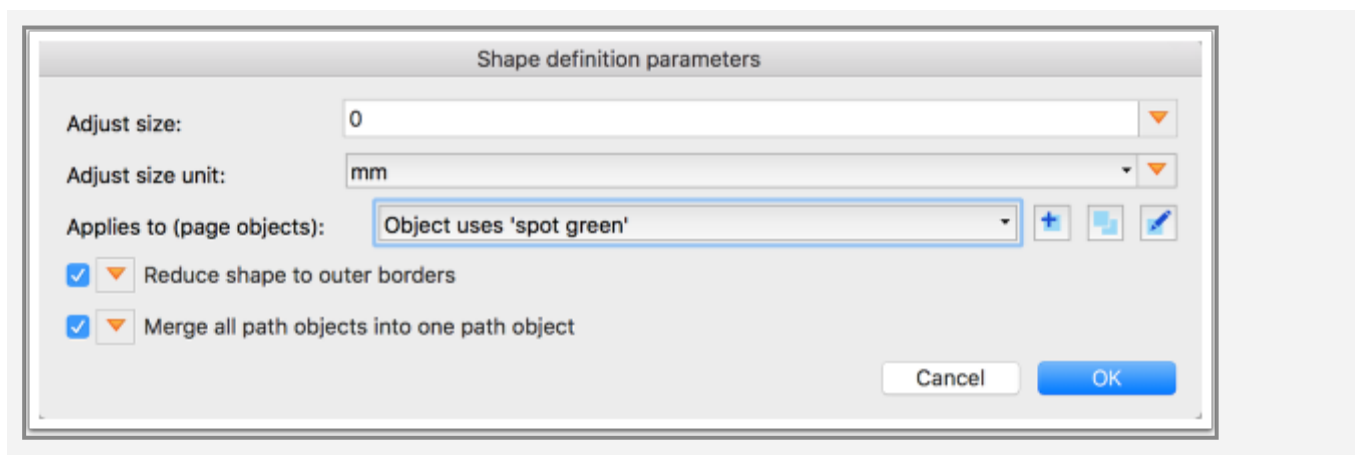 Shape definition parameters
Adjust size: 0
Adjust size unit: mm
Applies to (page objects): Object uses 'spot green'
Reduce shape to outer borders
Merge all path objects into one path object
Cancel OK